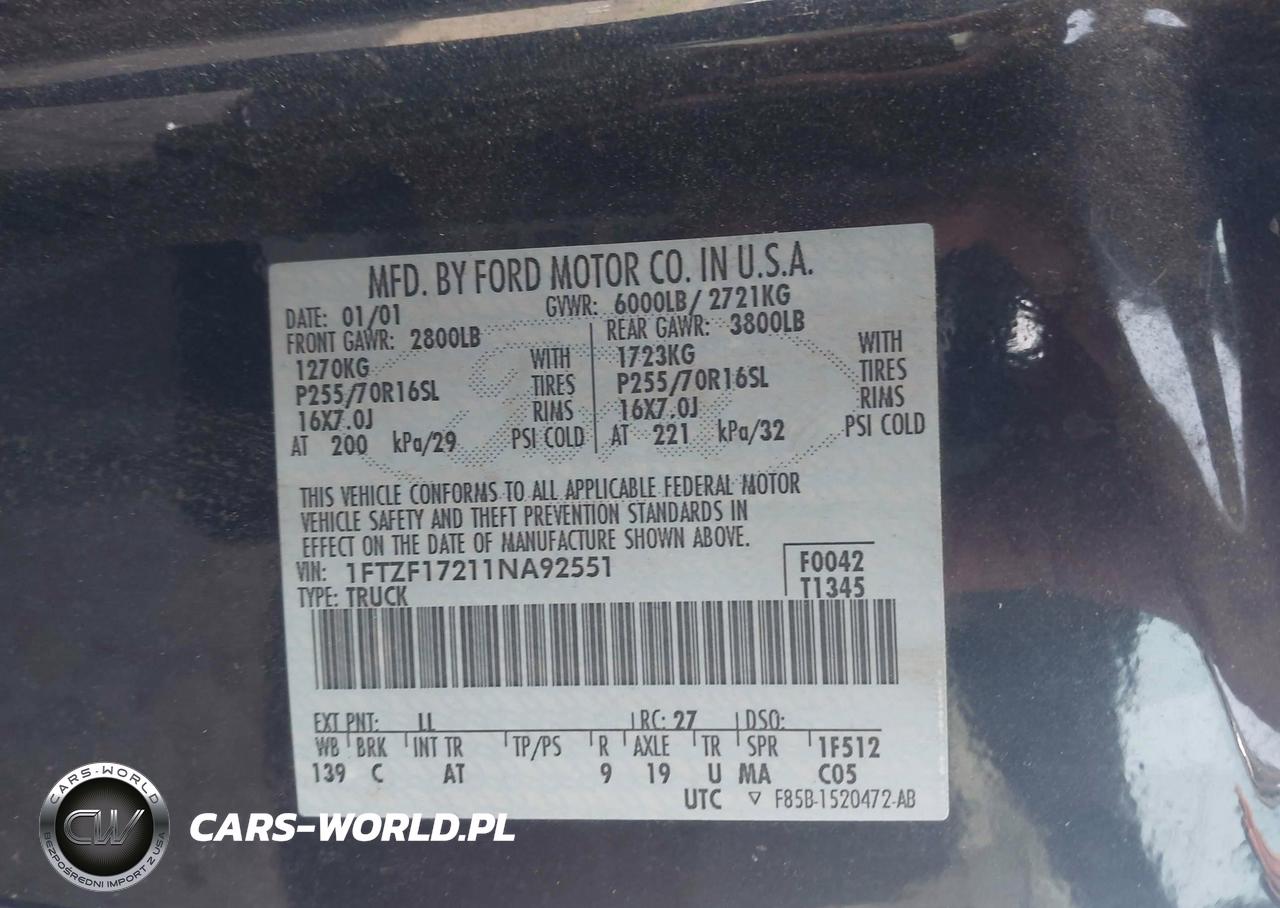 MFD. BY FORD MOTOR CO. IN U.S.A.
DATE: 01/01 GVWR: 6000LB/ 2721KG
FRONT GAWR: 2800LB REAR GAWR: 3800LB
1270KG WITH 1723KG WITH
P255/70R16SL TIRES P255/70R16SL TIRES
16X7.0J RIMS 16X7.0J RIMS
AT 200 kPa/29 PSI COLD AT 221 kPa/32 PSI COLD
THIS VEHICLE CONFORMS TO ALL APPLICABLE FEDERAL MOTOR
VEHICLE SAFETY AND THEFT PREVENTION STANDARDS IN
EFFECT ON THE DATE OF MANUFACTURE SHOWN ABOVE.
VIN: 1FTZF17211NA92551 F0042
TYPE: TRUCK T1345
EXT PNT: LL RC: 27 DSO:
WB BRK INT TR TP/PS R AXLE TR SPR 1F512
139 C AT 9 19 U MA C05
UTC ▽ F85B-1520472-AB
CARS-WORLD
CW
BEZPOŚREDNI IMPORT Z USA
CARS-WORLD.PL